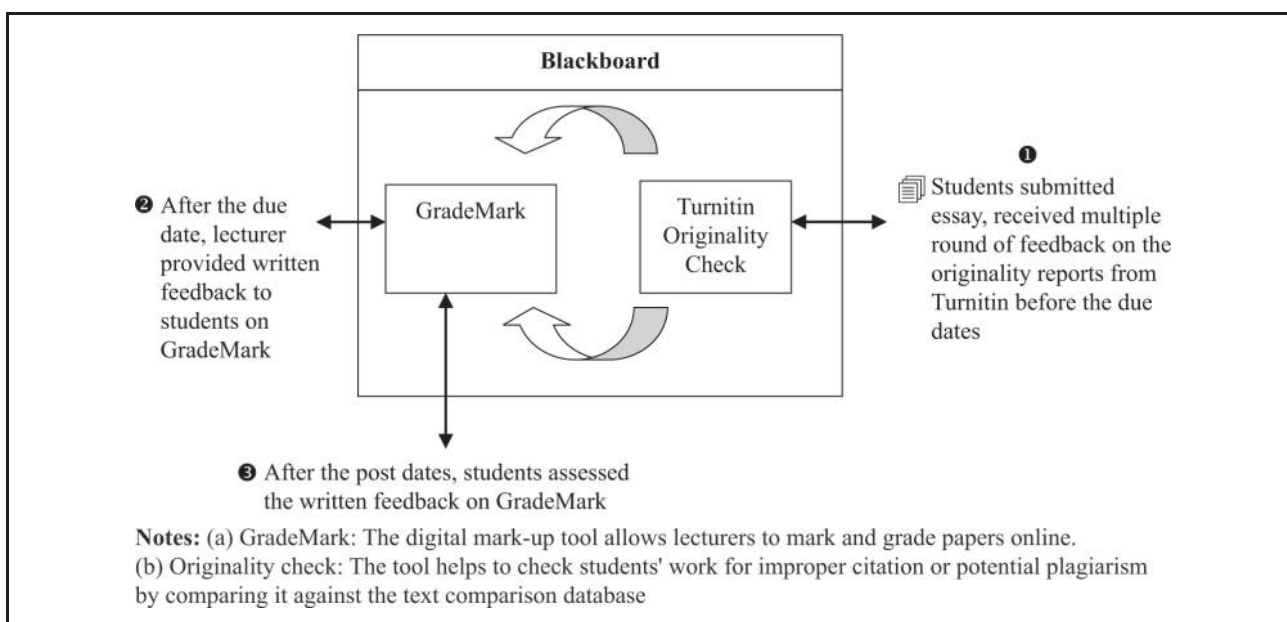 Blackboard
❶
Students submitted
essay, received multiple
round of feedback on the
originality reports from
Turnitin before the due
dates
Turnitin
Originality
Check
GradeMark
❷ After the due
date, lecturer
provided written
feedback to
students on
GradeMark
❸ After the post dates, students assessed
the written feedback on GradeMark
Notes: (a) GradeMark: The digital mark-up tool allows lecturers to mark and grade papers online.
(b) Originality check: The tool helps to check students' work for improper citation or potential plagiarism
by comparing it against the text comparison database